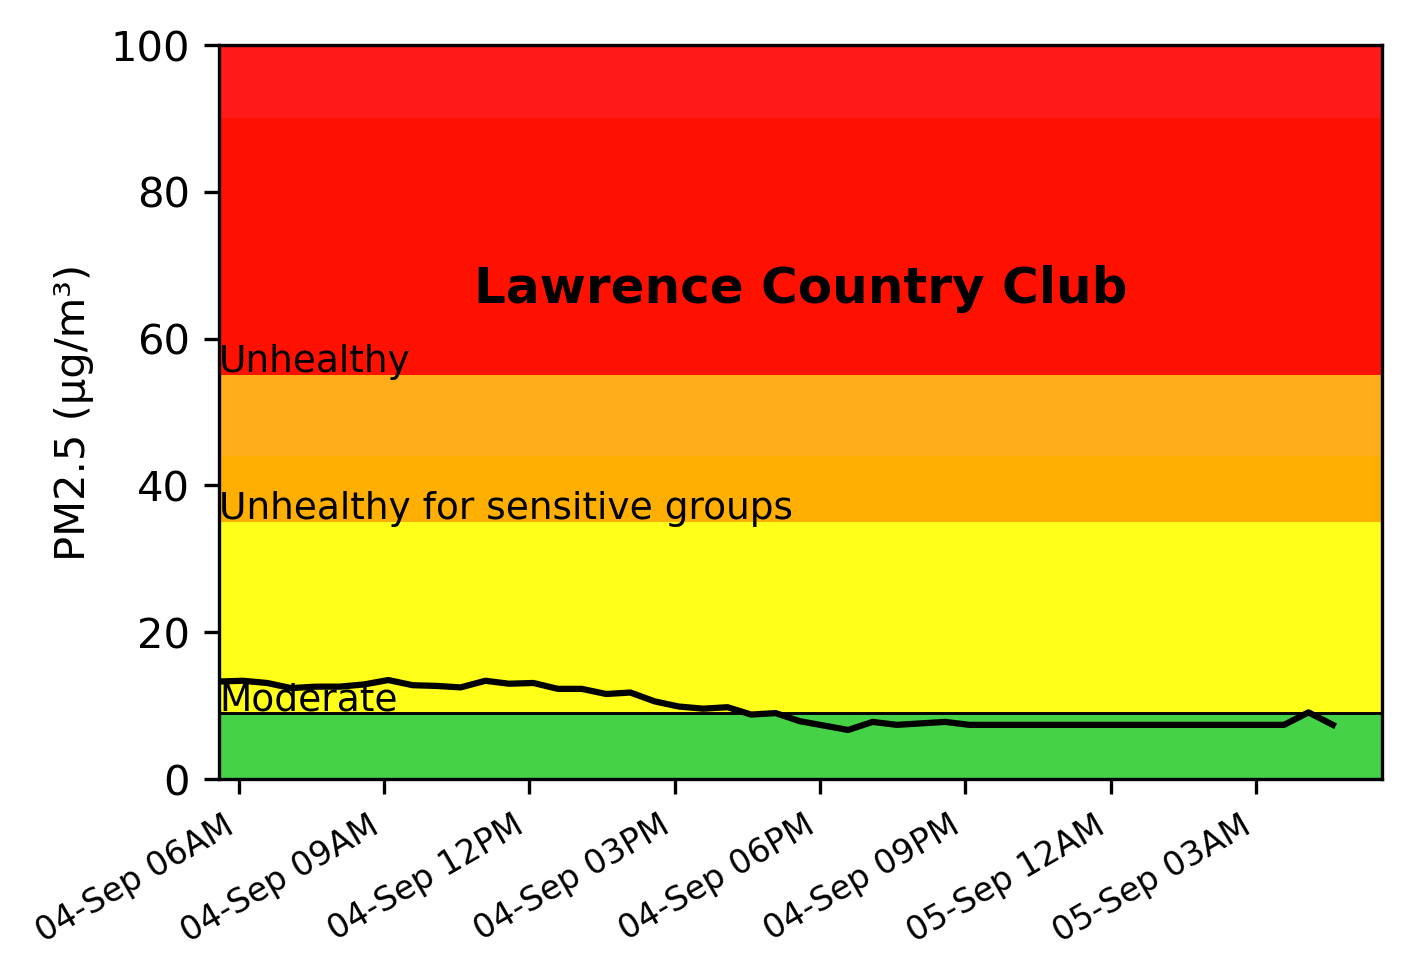 100
80
60
40
20
0
PM2.5 (µg/m³)
Lawrence Country Club
Unhealthy
Unhealthy for sensitive groups
Moderate
04-Sep 06AM
04-Sep 09AM
04-Sep 12PM
04-Sep 03PM
04-Sep 06PM
04-Sep 09PM
05-Sep 12AM
05-Sep 03AM